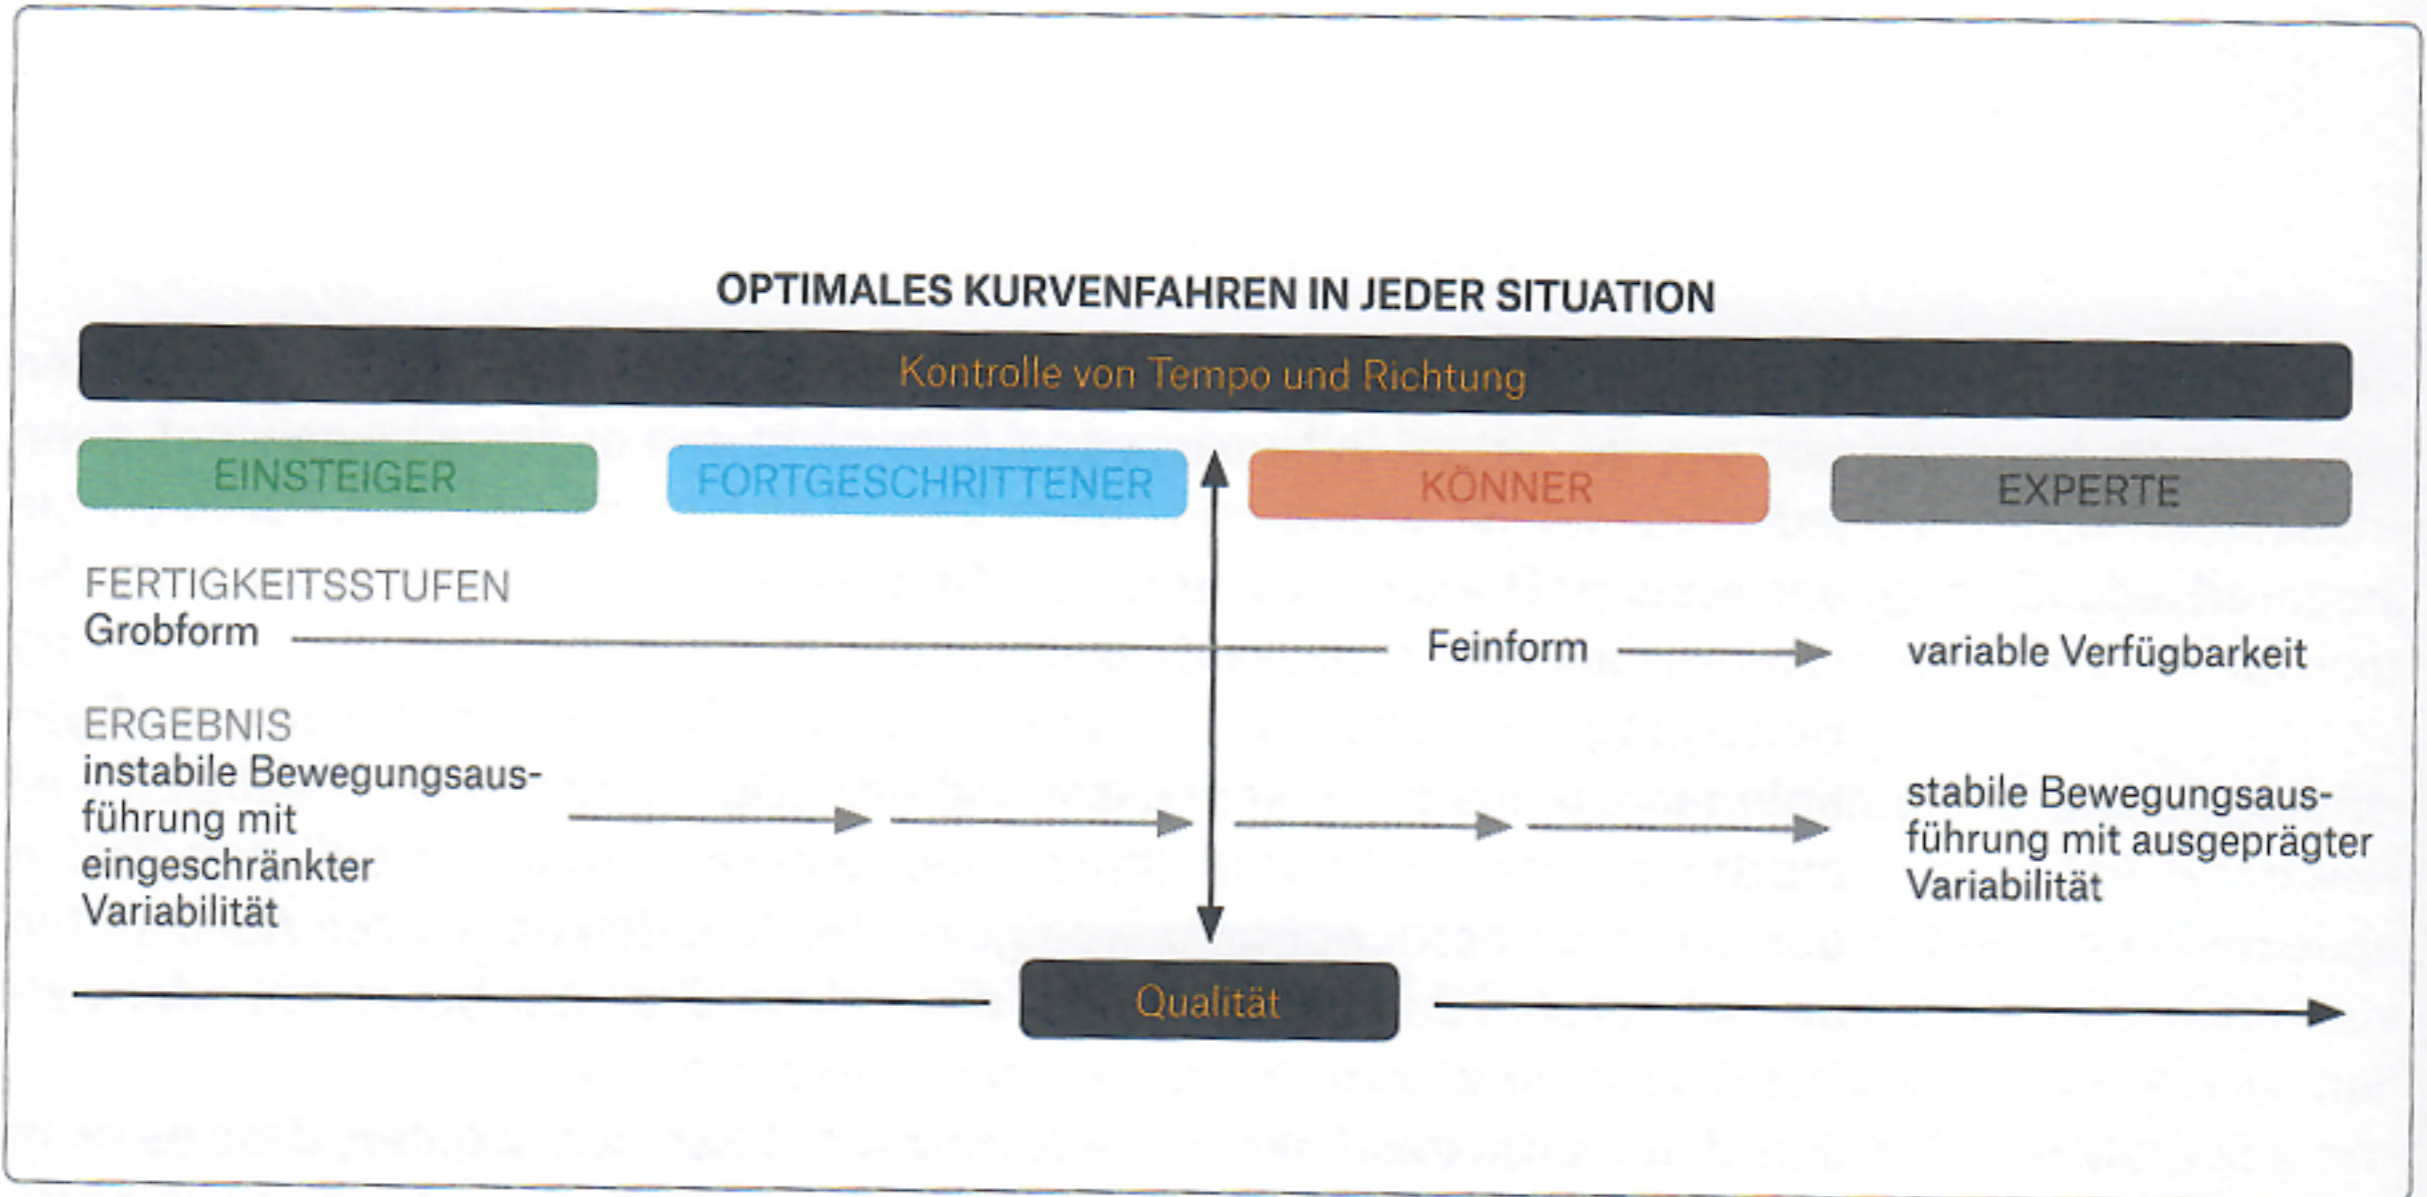 OPTIMALES KURVENFAHREN IN JEDER SITUATION
Kontrolle von Tempo und Richtung
EINSTEIGER
FORTGESCHRITTENER
KÖNNER
EXPERTE
FERTIGKEITSSTUFEN
Grobform
Feinform
variable Verfügbarkeit
ERGEBNIS
instabile Bewegungsaus-
führung mit
eingeschränkter
Variabilität
stabile Bewegungsaus-
führung mit ausgeprägter
Variabilität
Qualität